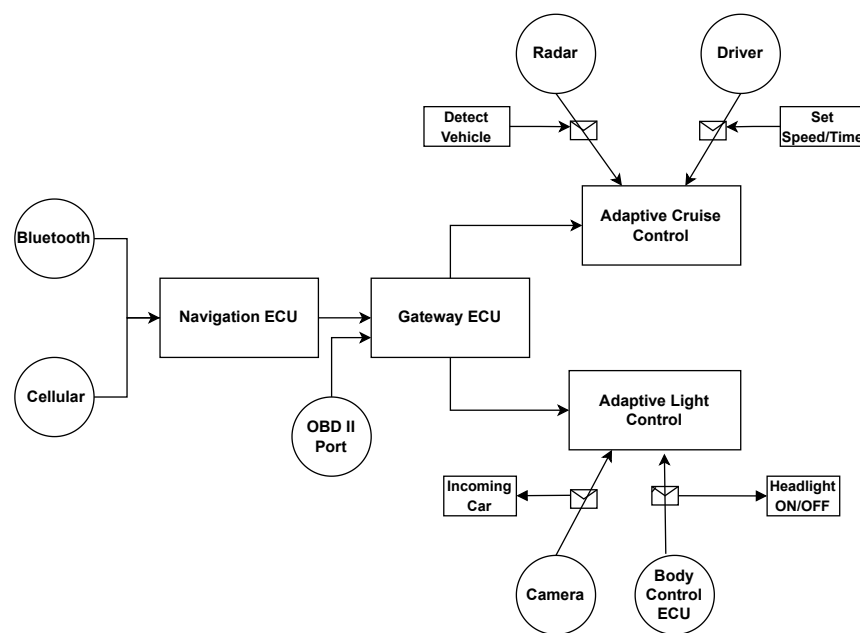 Radar
Driver
Detect
Vehicle
Set
Speed/Time
Adaptive Cruise
Control
Bluetooth
Navigation ECU
Gateway ECU
Cellular
OBD II
Port
Adaptive Light
Control
Incoming
Car
Headlight
ON/OFF
Camera
Body
Control
ECU